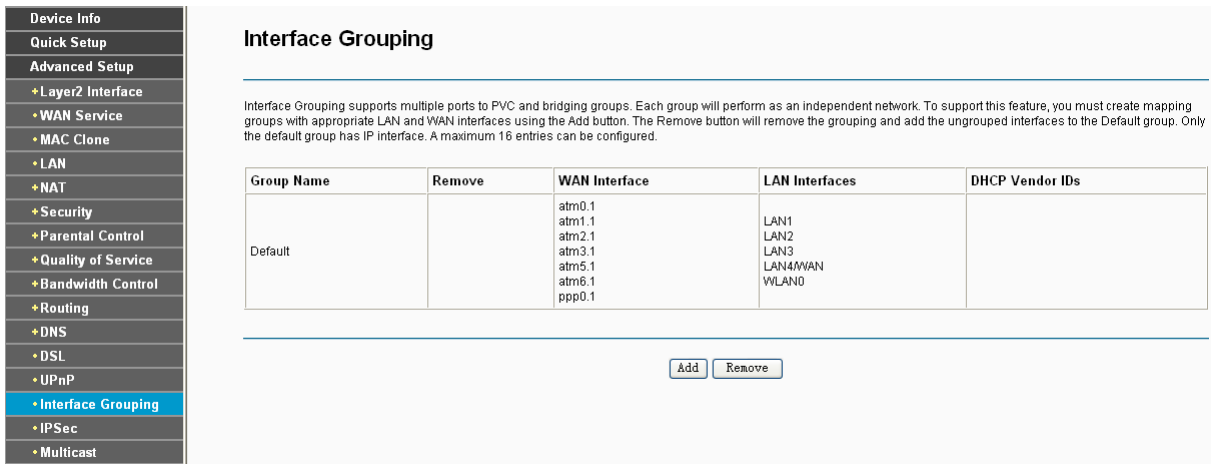 Device Info
Quick Setup
Advanced Setup
+Layer2 Interface
•WAN Service
•MAC Clone
•LAN
+NAT
+Security
+Parental Control
+Quality of Service
+Bandwidth Control
+Routing
+DNS
•DSL
•UPnP
•Interface Grouping
•IPSec
•Multicast
Interface Grouping
Interface Grouping supports multiple ports to PVC and bridging groups. Each group will perform as an independent network. To support this feature, you must create mapping
groups with appropriate LAN and WAN interfaces using the Add button. The Remove button will remove the grouping and add the ungrouped interfaces to the Default group. Only
the default group has IP interface. A maximum 16 entries can be configured.
Group Name Remove WAN Interface LAN Interfaces DHCP Vendor IDs
Default
atm0.1
atm1.1
atm2.1
atm3.1
atm5.1
atm6.1
ppp0.1
LAN1
LAN2
LAN3
LAN4/WAN
WLAN0
Add Remove